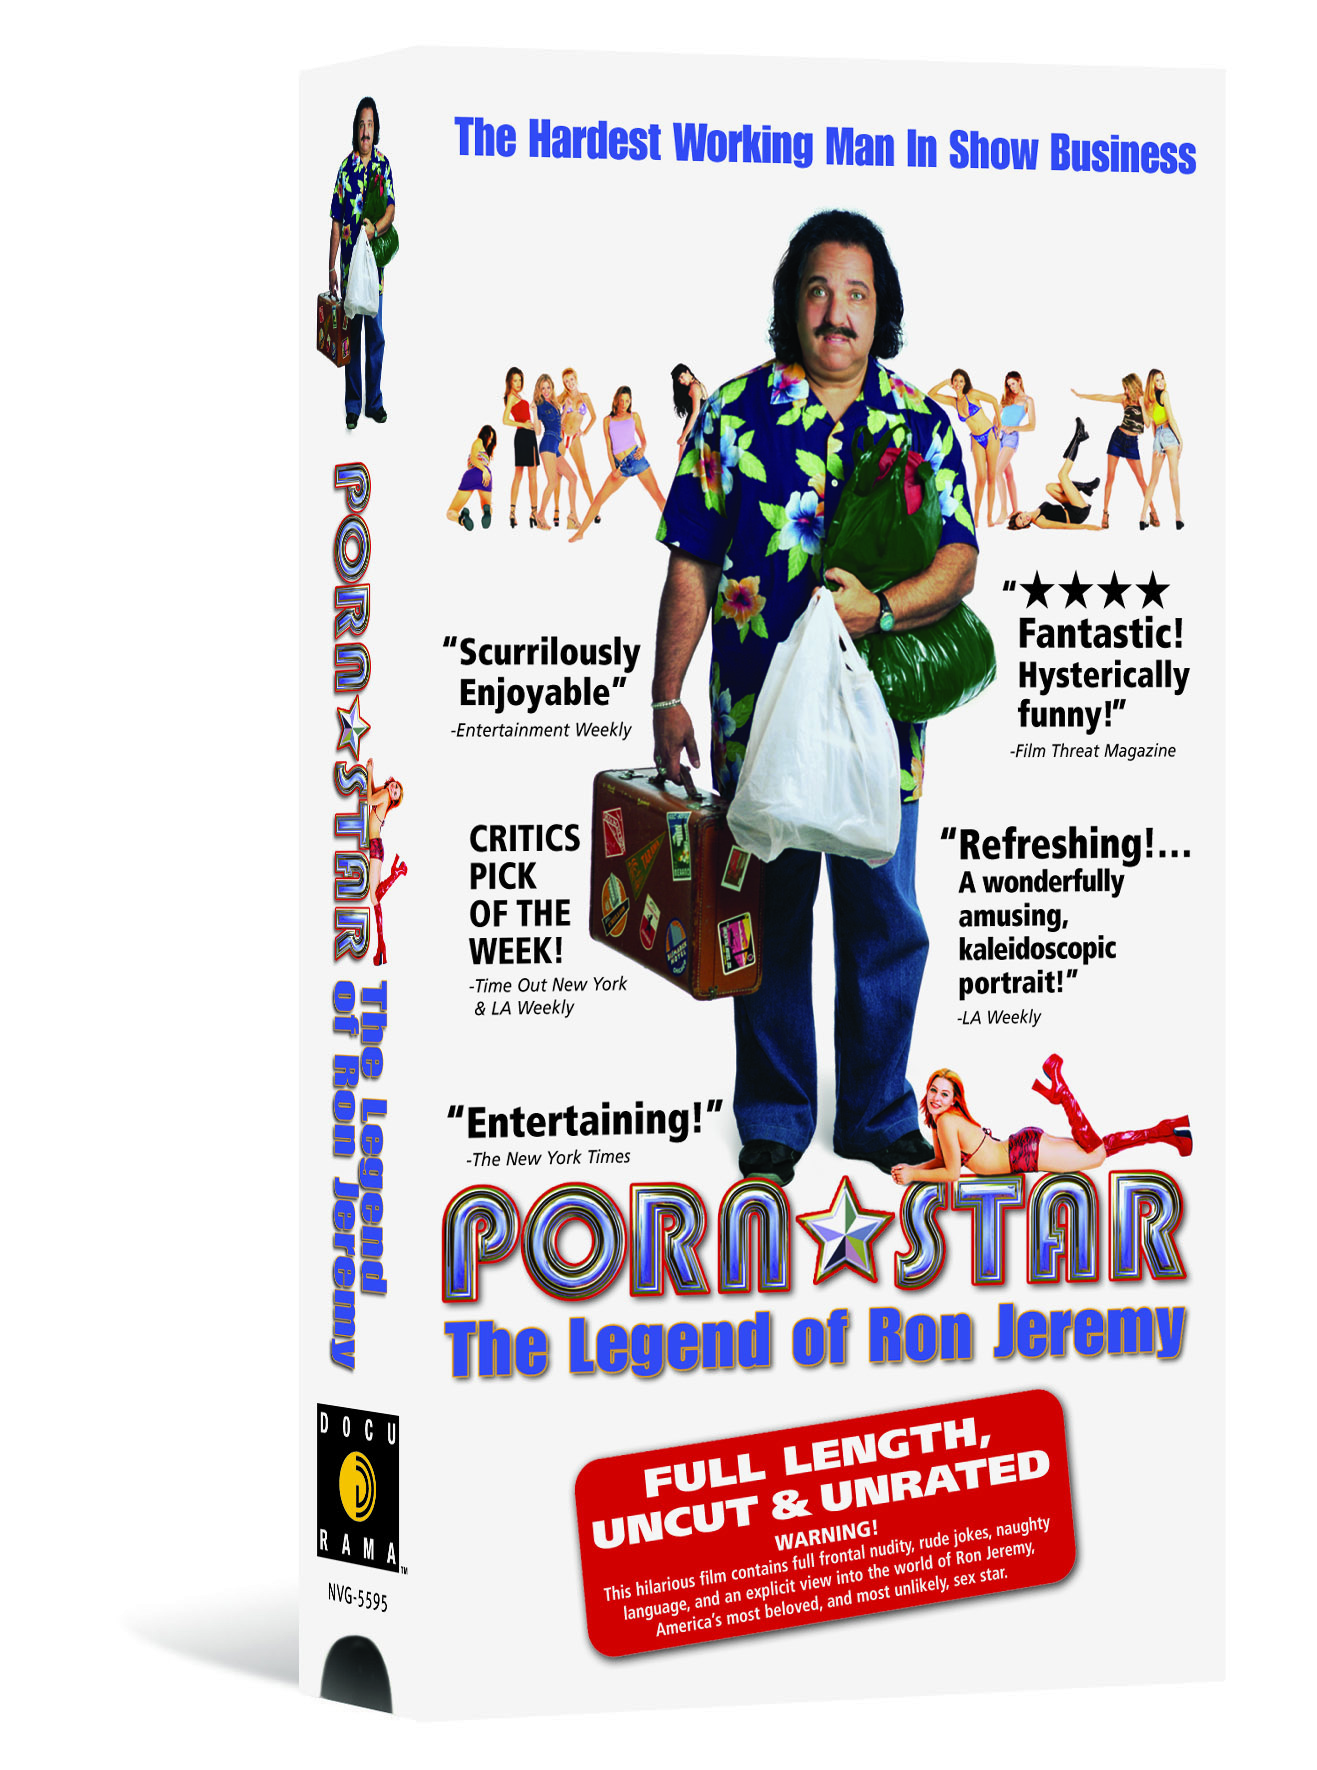 The Hardest Working Man In Show Business
"★★★★
Fantastic!
Hysterically
funny!"
-Film Threat Magazine
"Scurrilously
Enjoyable"
-Entertainment Weekly
CRITICS
PICK
OF THE
WEEK!
-Time Out New York
& LA Weekly
"Refreshing!...
A wonderfully
amusing,
kaleidoscopic
portrait!"
-LA Weekly
"Entertaining!"
-The New York Times
PORN★STAR
The Legend of Ron Jeremy
FULL LENGTH,
UNCUT & UNRATED
WARNING!
This hilarious film contains full frontal nudity, rude jokes, naughty
language, and an explicit view into the world of Ron Jeremy,
America's most beloved, and most unlikely, sex star.
PORN★STAR
The Legend
of Ron Jeremy
DOCU
RAMA™
NVG-5595